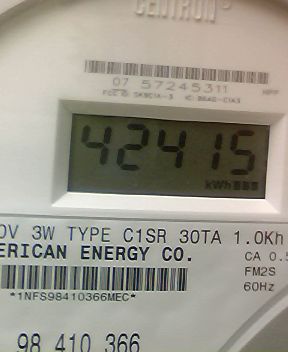 CENTRON®
07 57245311
42415
kWh
0V 3W TYPE C1SR 30TA 1.0Kh
ERICAN ENERGY CO.
CA 0.5
FM2S
*1NFS98410366MEC*
60Hz
98 410 366